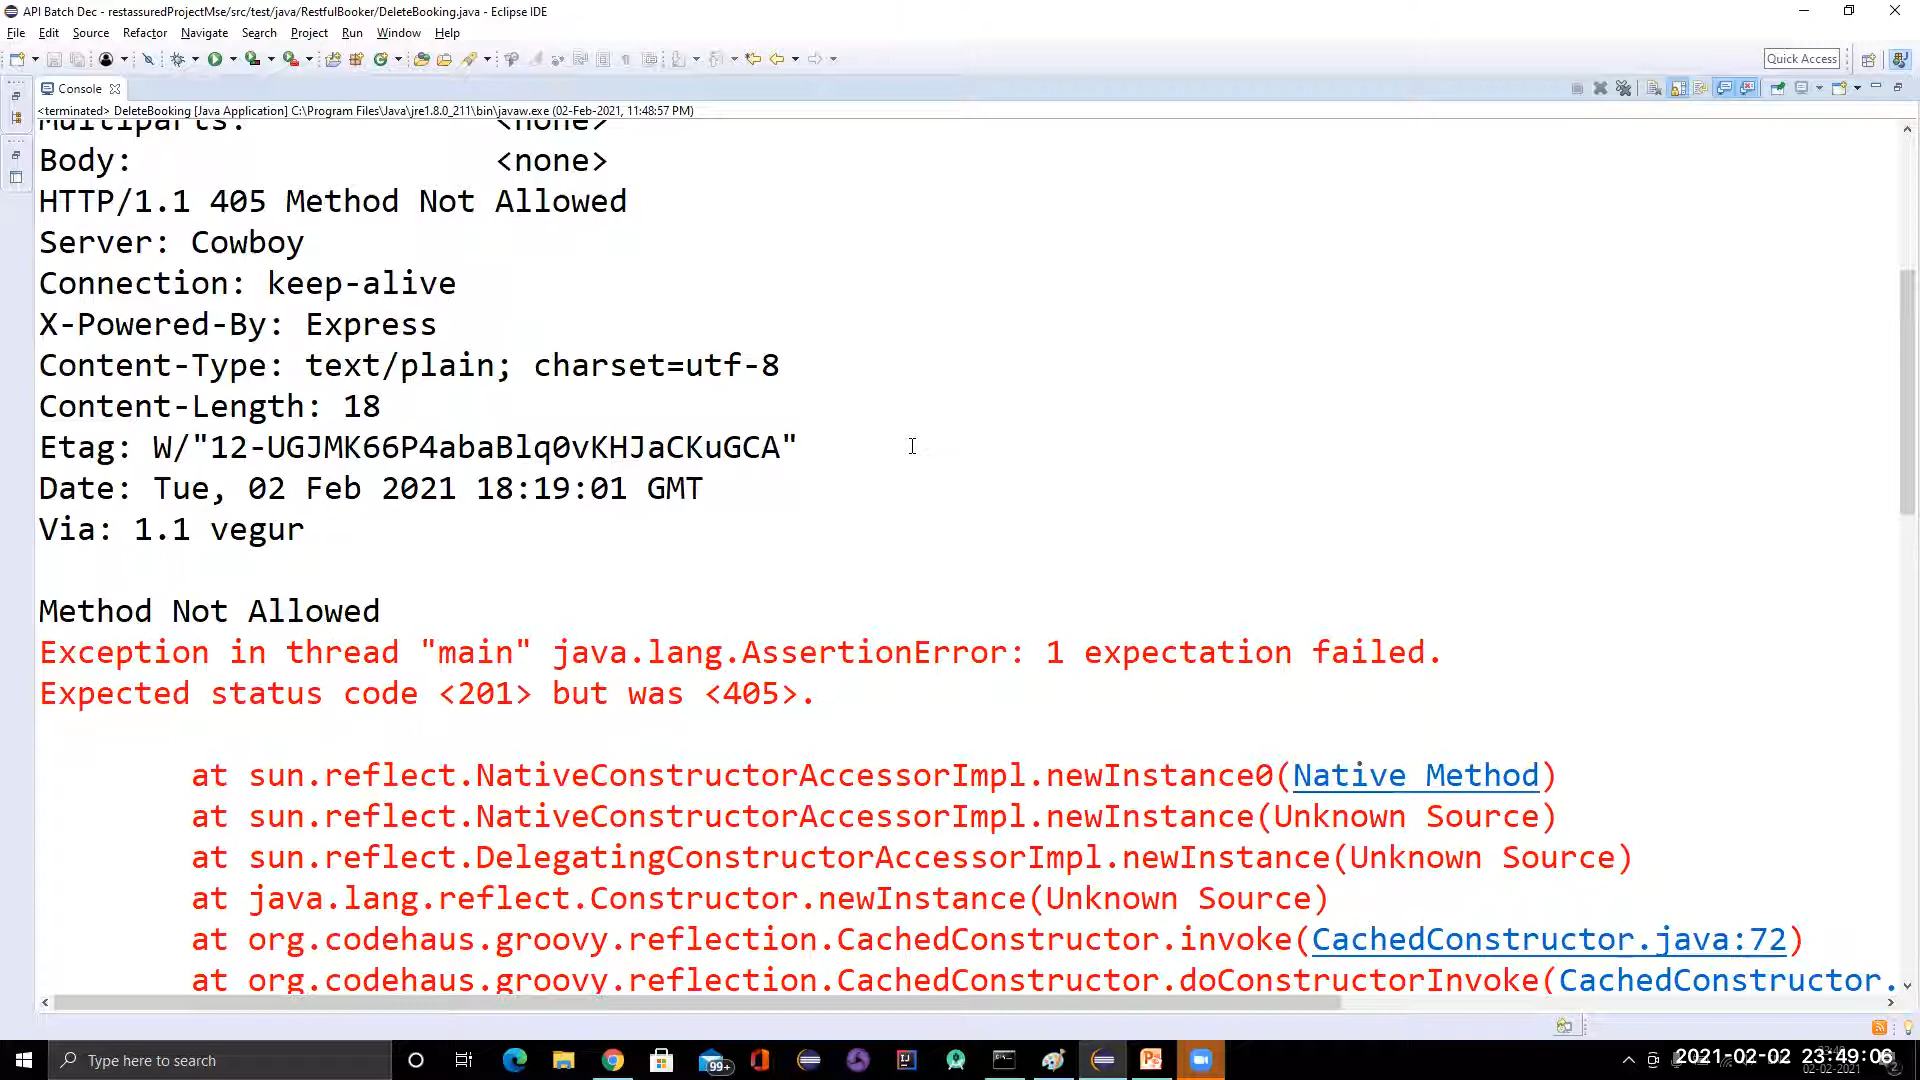 API Batch Dec - restassuredProjectMse/src/test/java/RestfulBooker/DeleteBooking.java - Eclipse IDE
File Edit Source Refactor Navigate Search Project Run Window Help
Quick Access
Console
<terminated> DeleteBooking [Java Application] C:\Program Files\Java\jre1.8.0_211\bin\javaw.exe (02-Feb-2021, 11:48:57 PM)
Multiparts: <none>
Body: <none>
HTTP/1.1 405 Method Not Allowed
Server: Cowboy
Connection: keep-alive
X-Powered-By: Express
Content-Type: text/plain; charset=utf-8
Content-Length: 18
Etag: W/"12-UGJMK66P4abaBlq0vKHJaCKuGCA"
Date: Tue, 02 Feb 2021 18:19:01 GMT
Via: 1.1 vegur
Method Not Allowed
Exception in thread "main" java.lang.AssertionError: 1 expectation failed.
Expected status code <201> but was <405>.
at sun.reflect.NativeConstructorAccessorImpl.newInstance0(Native Method)
at sun.reflect.NativeConstructorAccessorImpl.newInstance(Unknown Source)
at sun.reflect.DelegatingConstructorAccessorImpl.newInstance(Unknown Source)
at java.lang.reflect.Constructor.newInstance(Unknown Source)
at org.codehaus.groovy.reflection.CachedConstructor.invoke(CachedConstructor.java:72)
at org.codehaus.groovy.reflection.CachedConstructor.doConstructorInvoke(CachedConstructor.
Type here to search
99+
2021-02-02 23:49:06
02-02-2021